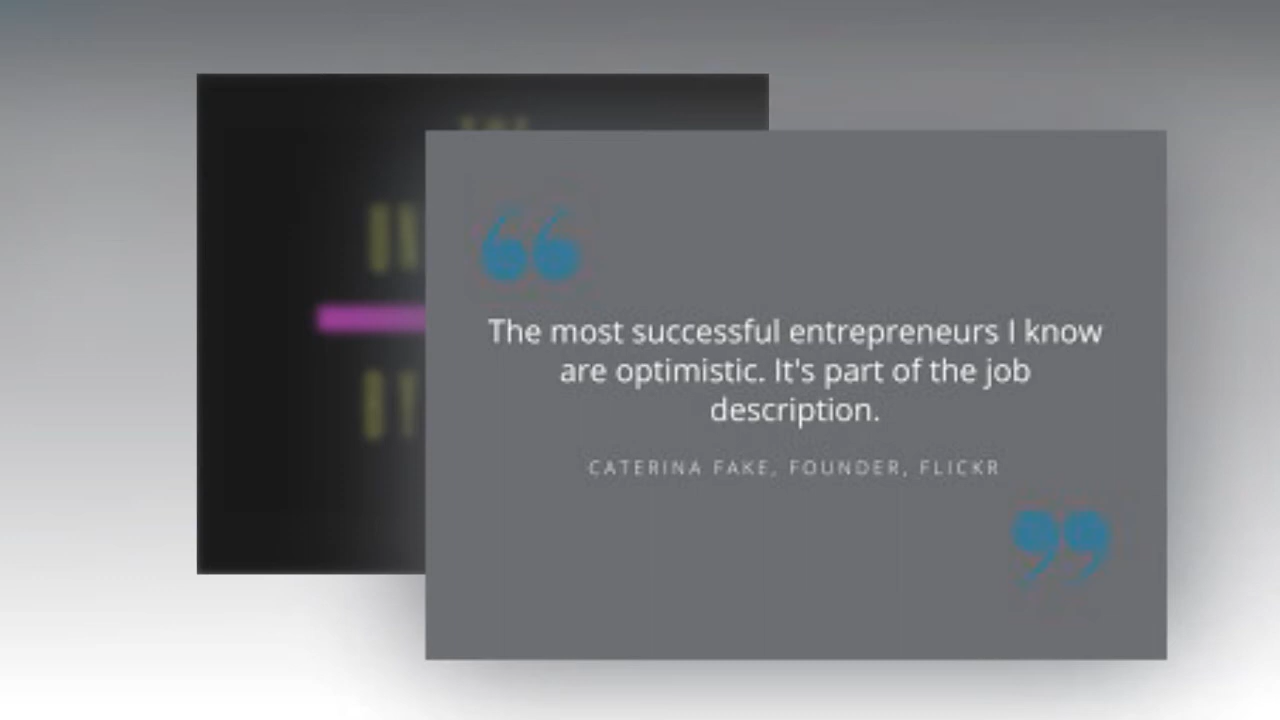 The most successful entrepreneurs I know
are optimistic. It's part of the job
description.
CATERINA FAKE, FOUNDER, FLICKR